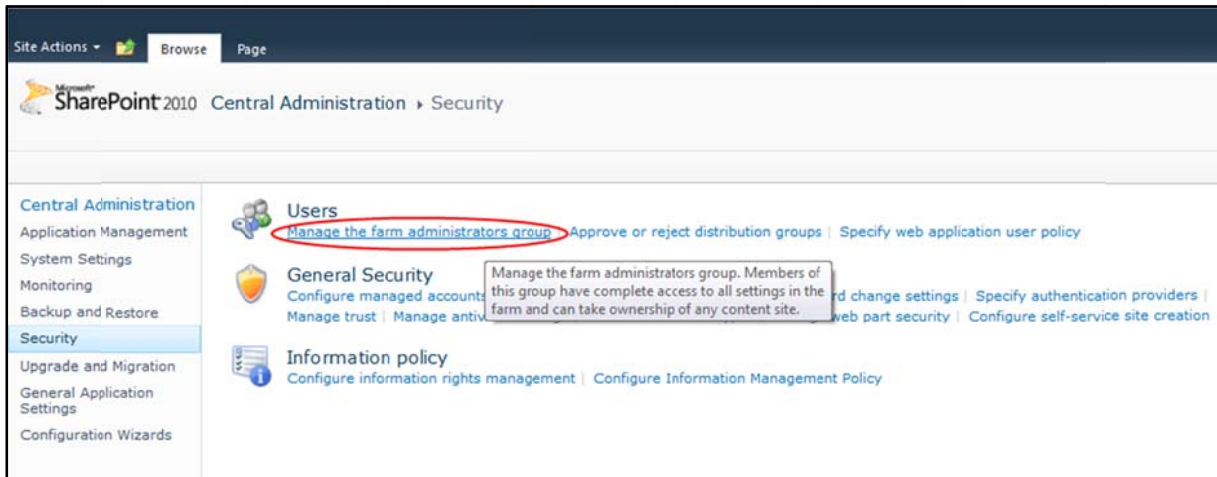 Site Actions Browse Page
Microsoft
SharePoint 2010 Central Administration Security
Central Administration
Application Management
System Settings
Monitoring
Backup and Restore
Security
Upgrade and Migration
General Application
Settings
Configuration Wizards
Users
Manage the farm administrators group Approve or reject distribution groups | Specify web application user policy
General Security
Configure managed accounts change settings | Specify authentication providers |
Manage trust | Manage web part security | Configure self-service site creation
Manage the farm administrators group. Members of
this group have complete access to all settings in the
farm and can take ownership of any content site.
Information policy
Configure information rights management | Configure Information Management Policy